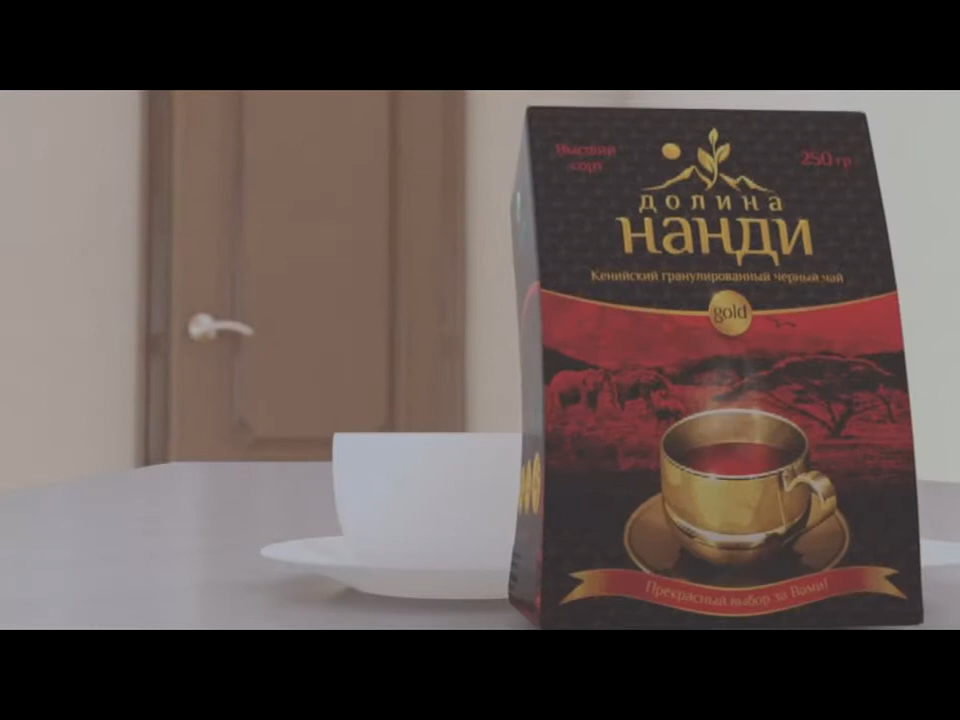 Высший
сорт
250 гр
долина
нанди
Кенийский гранулированный черный чай
gold
Прекрасный выбор за Вами!